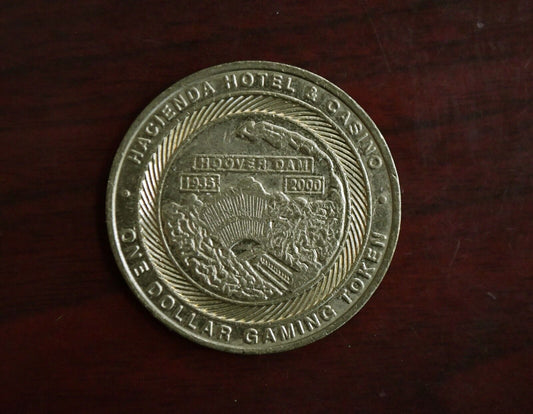 HACIENDA HOTEL & CASINO
HOOVER DAM
1935 2000
ONE DOLLAR GAMING TOKEN